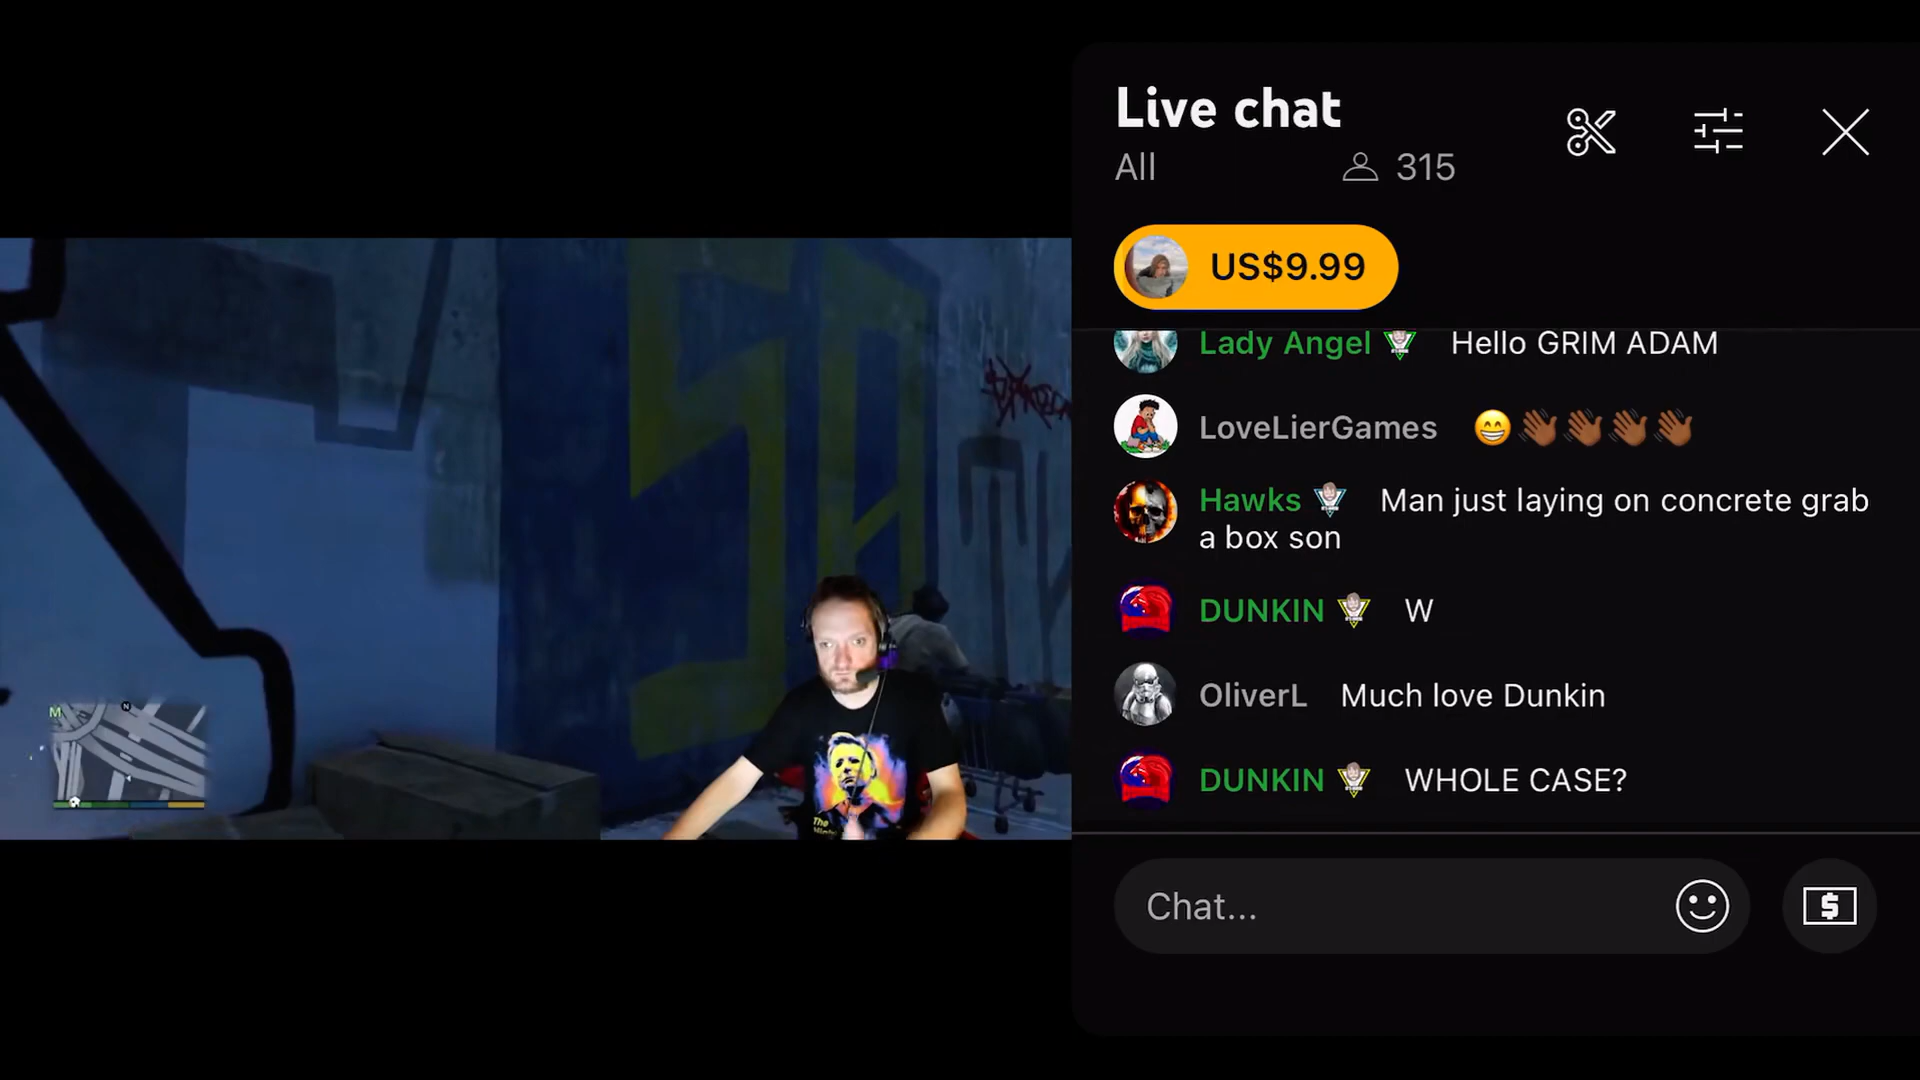 Live chat
All
315
US$9.99
Lady Angel Hello GRIM ADAM
LoveLierGames 😁👋🏾👋🏾👋🏾👋🏾
Hawks Man just laying on concrete grab
a box son
DUNKIN W
OliverL Much love Dunkin
DUNKIN WHOLE CASE?
Chat...
M
N
The